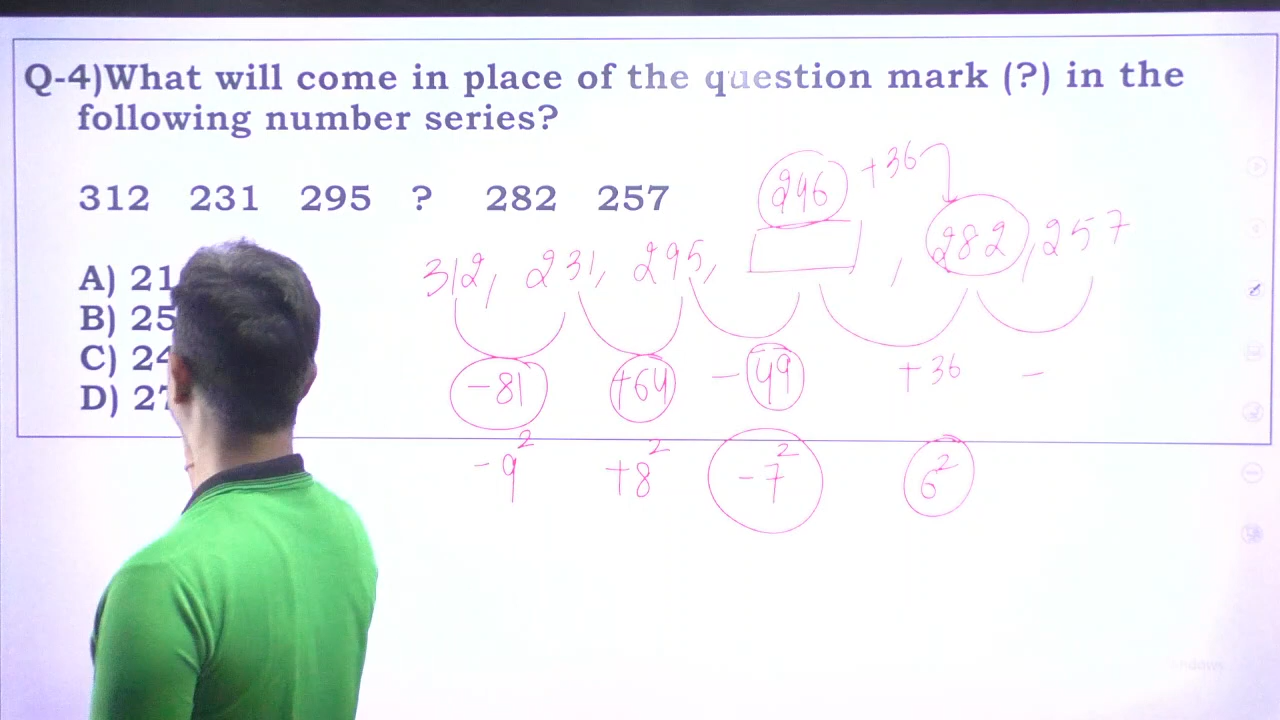 Q-4)What will come in place of the question mark (?) in the
following number series?
312 231 295 ? 282 257
A) 21
B) 25
C) 24
D) 27
246 +36
312, 231, 295, , 282, 257
-81 +64 -49 +36 -
-9² +8² -7² 6²